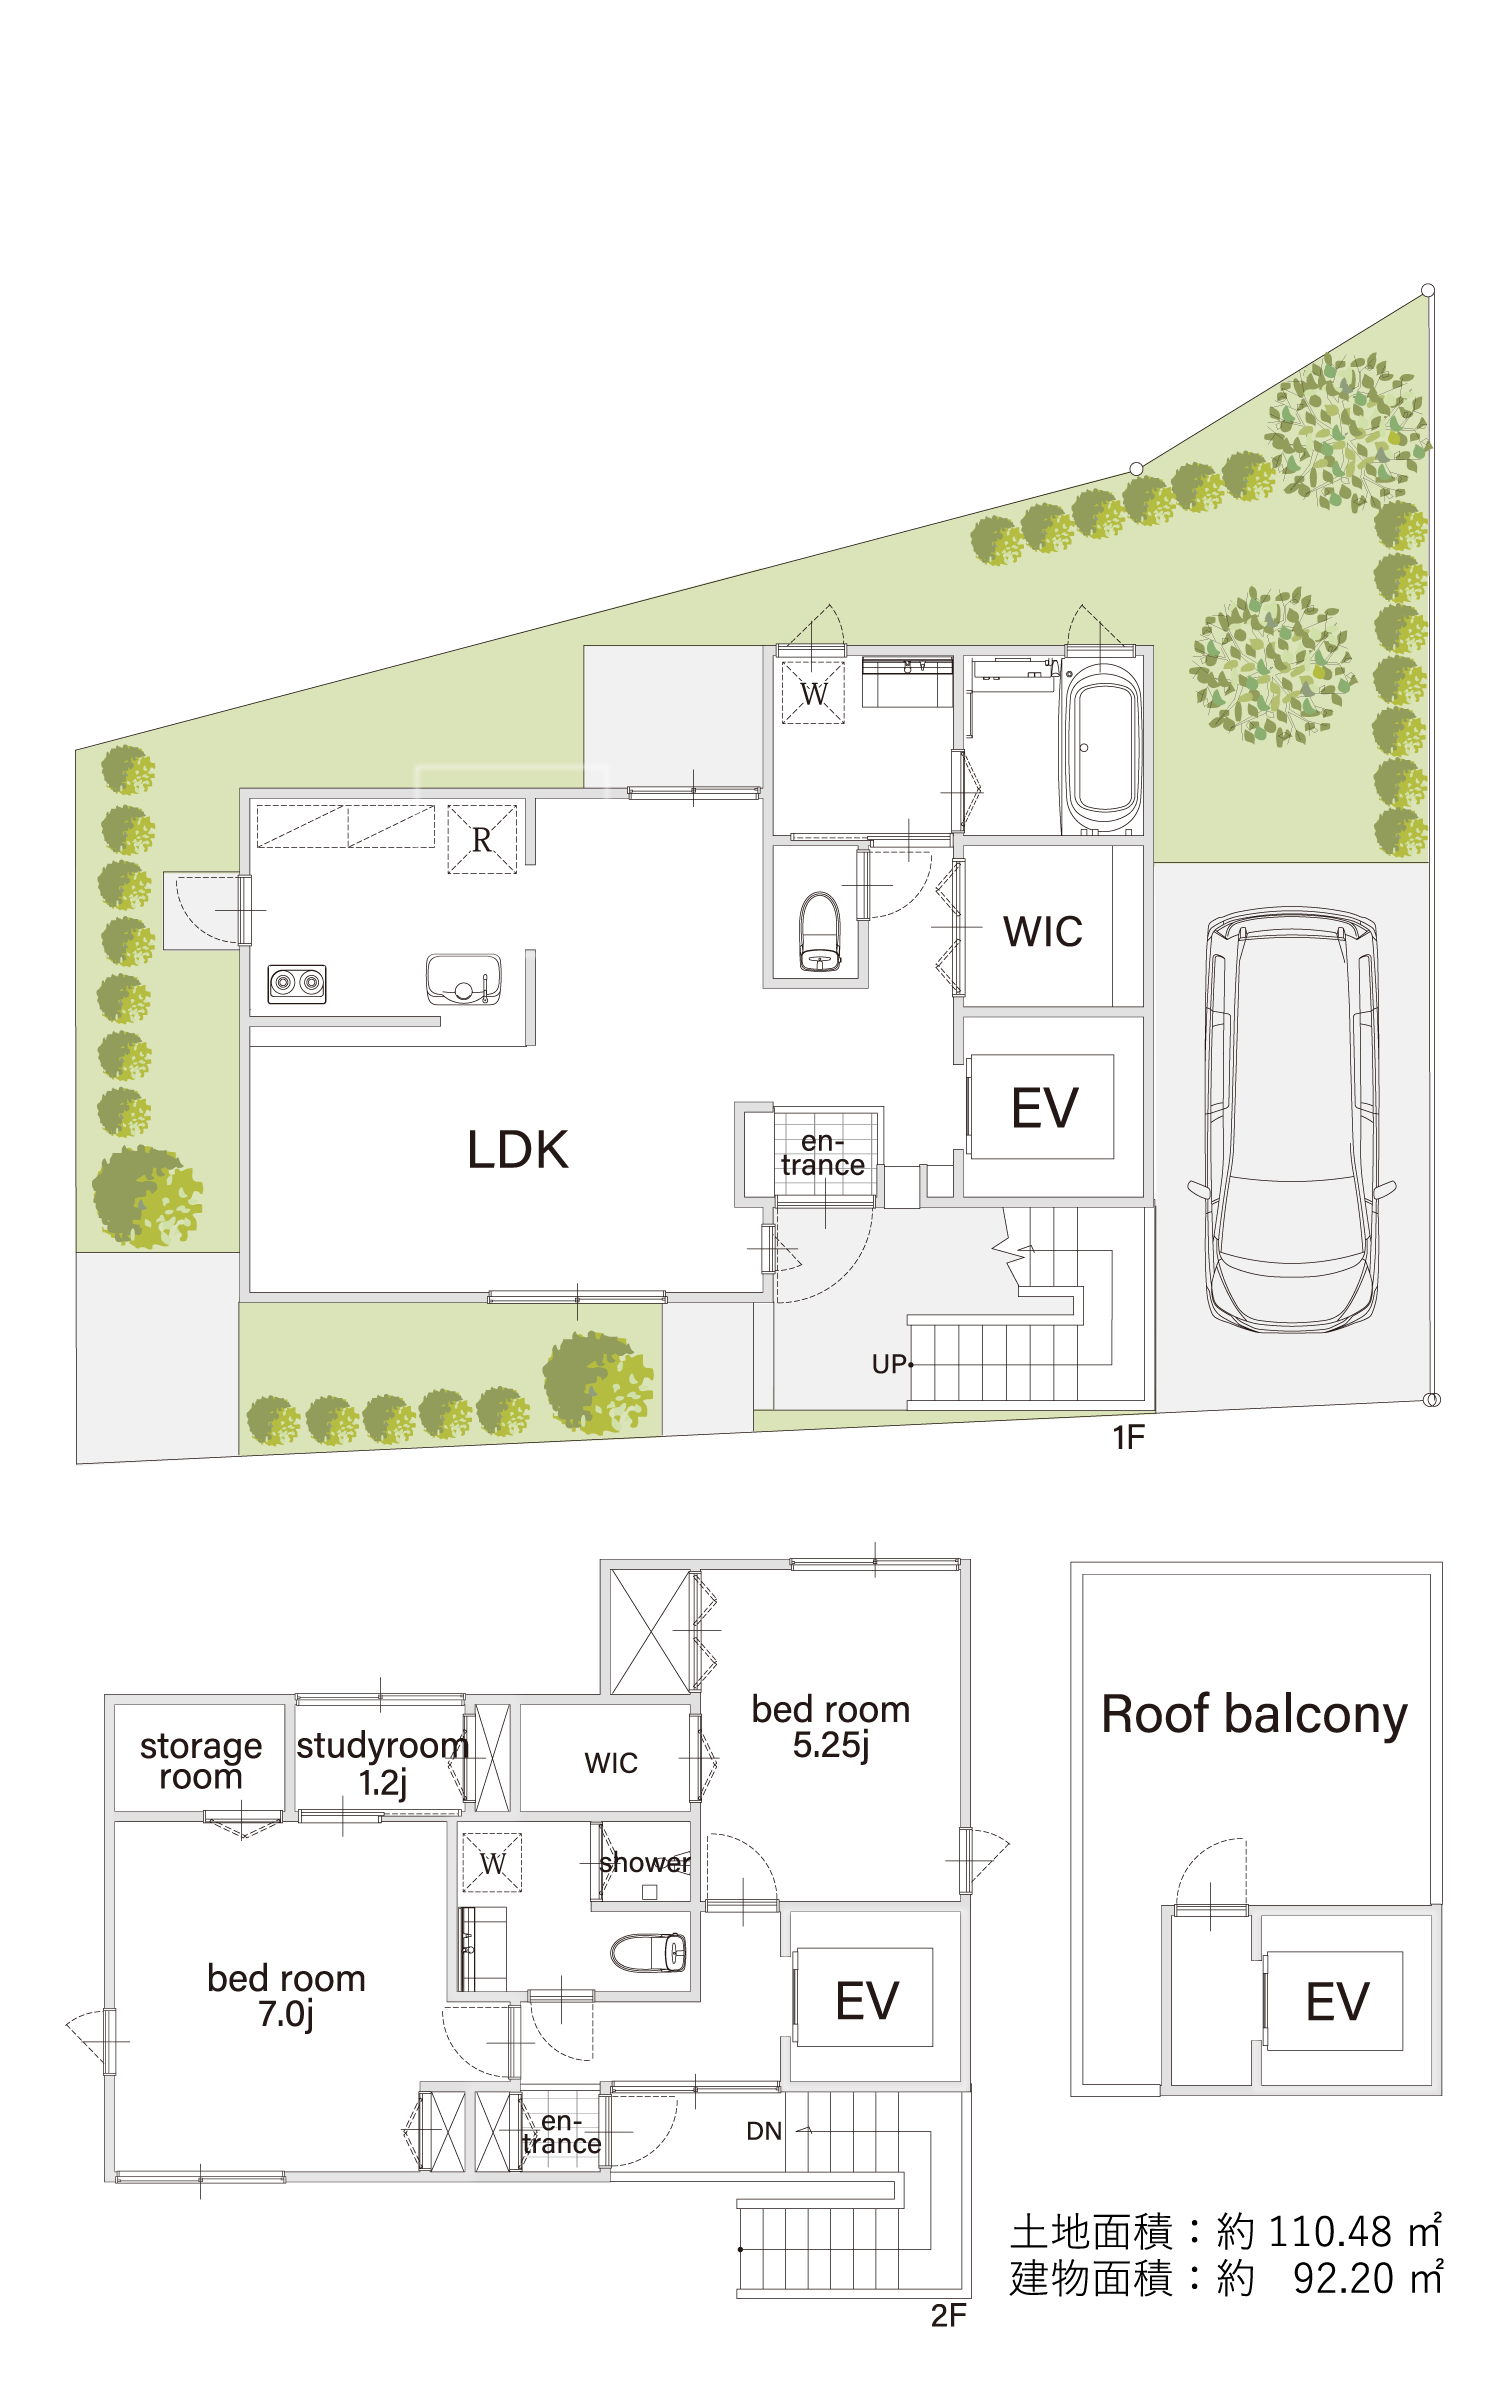 W
R
WIC
EV
LDK
en-
trance
UP
1F
storage
room
studyroom
1.2j
WIC
bed room
5.25j
W
shower
bed room
7.0j
EV
en-
trance
DN
2F
Roof balcony
EV
土地面積：約 110.48 ㎡
建物面積：約 92.20 ㎡